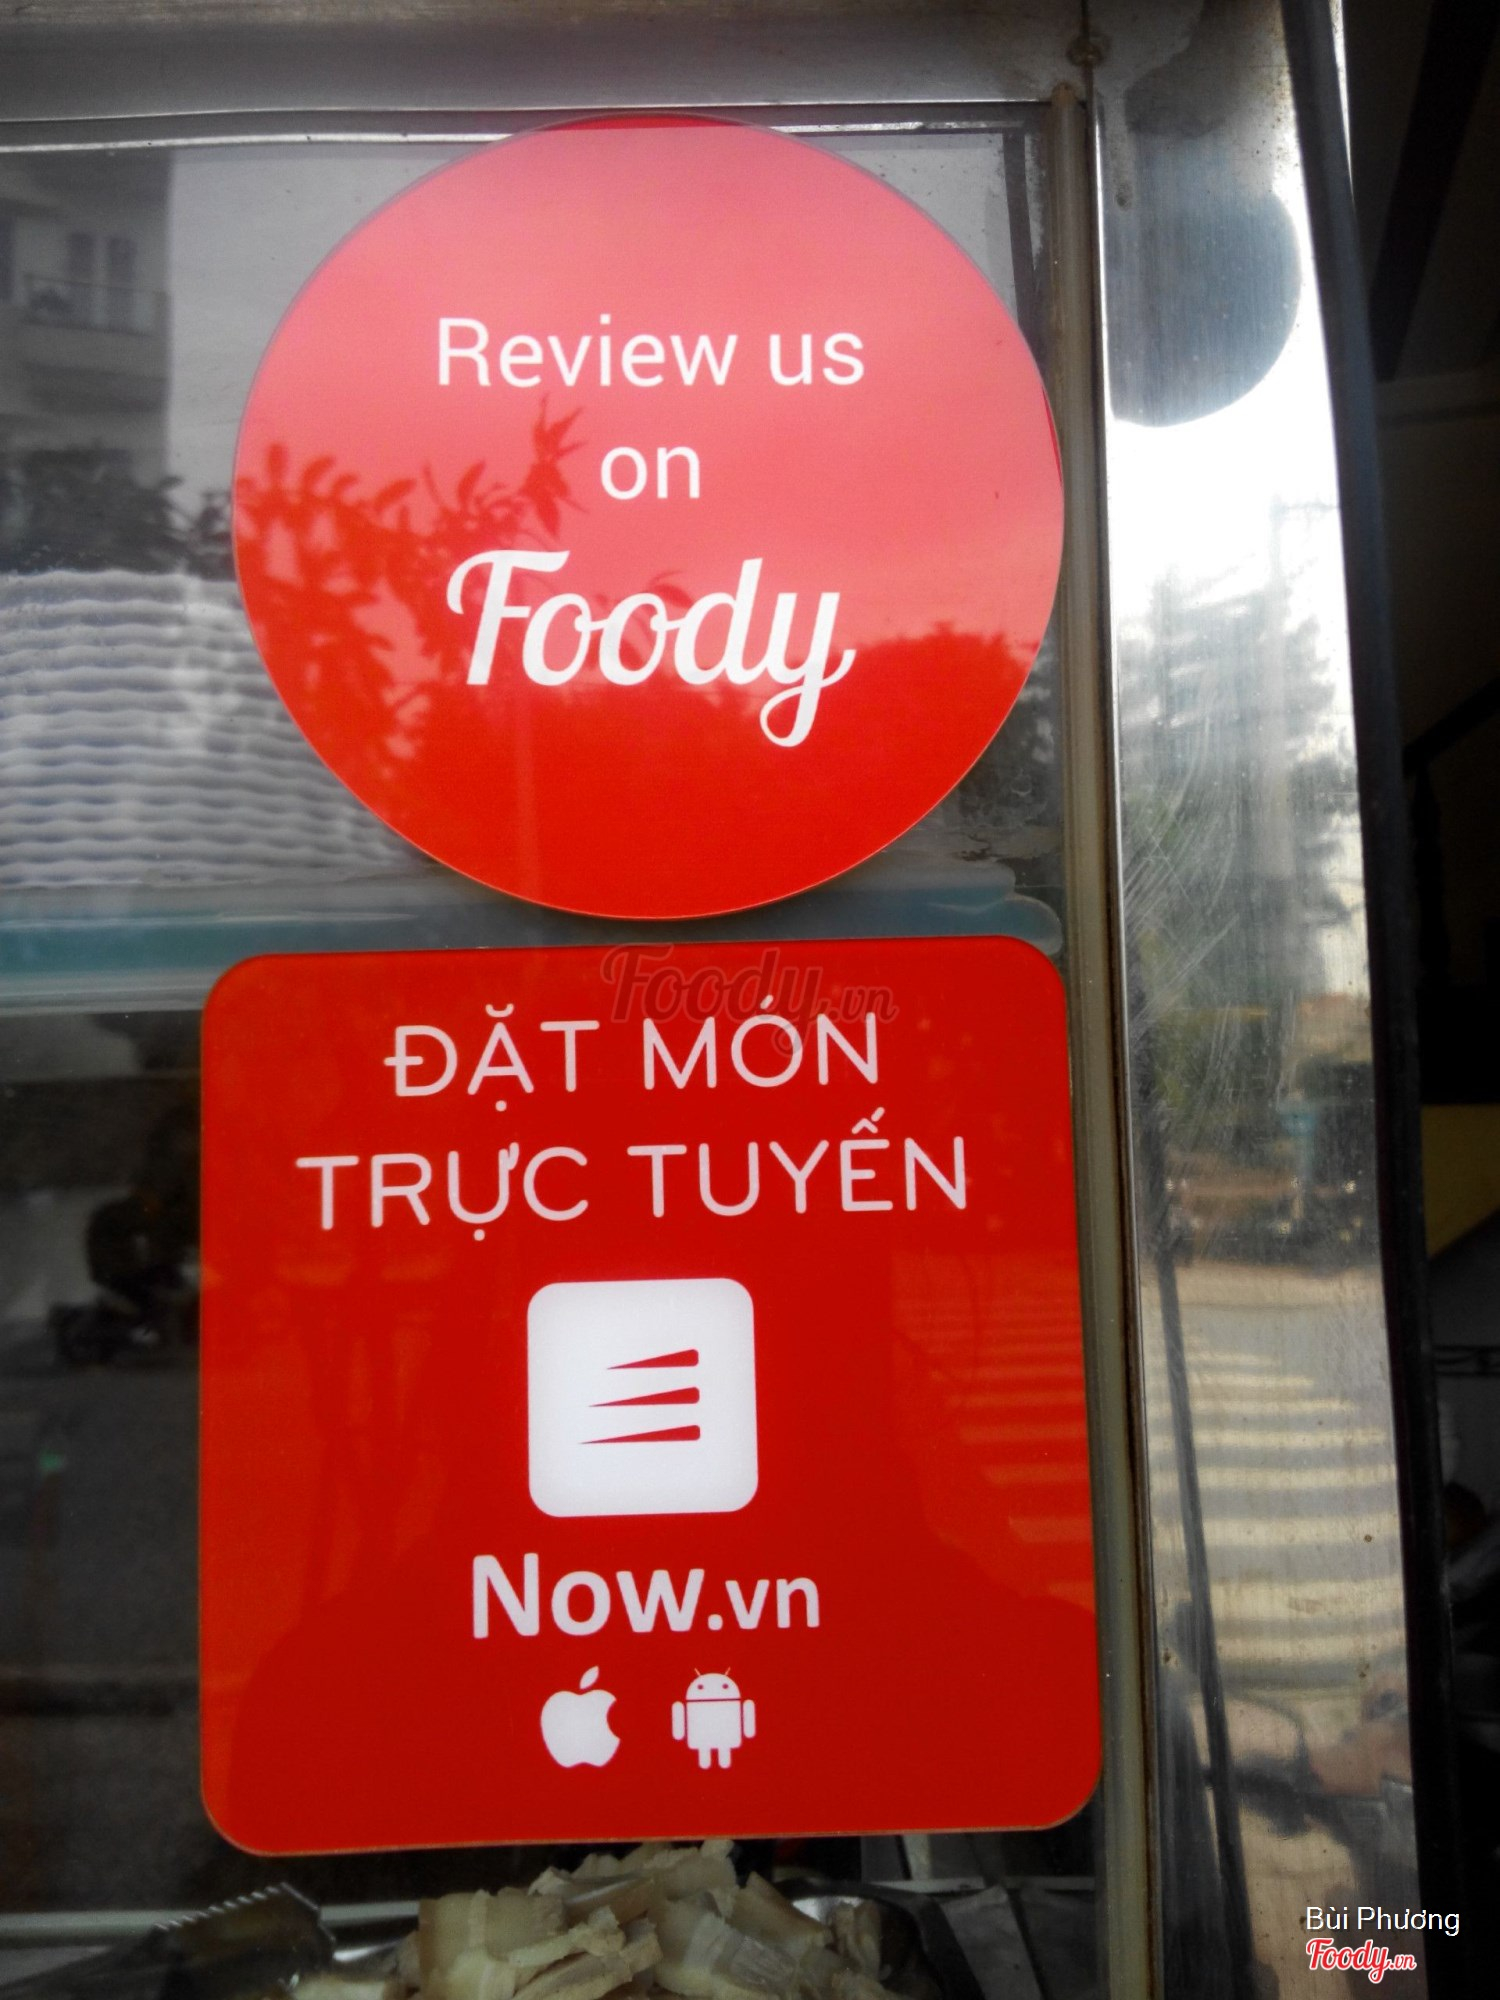 Review us
on
Foody
Foody.vn
ĐẶT MÓN
TRỰC TUYẾN
Now.vn
Bùi Phương
Foody.vn